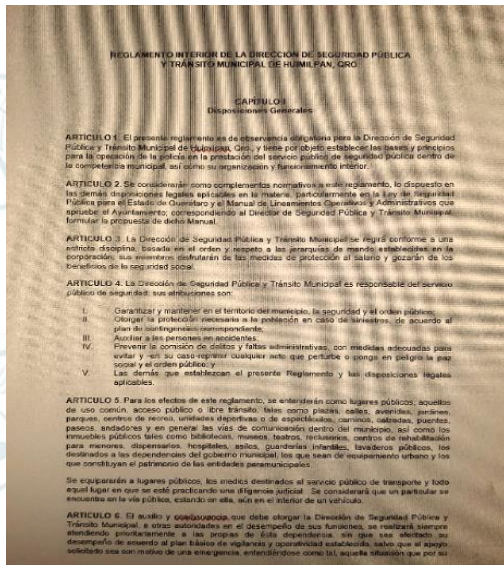 REGLAMENTO INTERIOR DE LA DIRECCION DE SEGURIDAD PÚBLICA
Y TRÁNSITO MUNICIPAL DE HUIMILPAN, QRO
CAPÍTULO I
Disposiciones Generales
ARTICULO 1. El presente reglamento es de observancia obligatoria para la Dirección de Seguridad
Pública y Tránsito Municipal de Huimilpan, Qro., y tiene por objeto establecer las bases y principios
para la operación de la policía en la prestación del servicio publico de seguridad pública dentro de
la competencia municipal, así como su organización y funcionamiento interior.
ARTICULO 2. Se considerarán como complementos normativos a este reglamento, lo dispuesto en
las demás disposiciones legales aplicables en la materia, particularmente en la Ley de Seguridad
Pública para el Estado de Querétaro y el Manual de Lineamientos Operativos y Administrativos que
apruebe el Ayuntamiento; correspondiendo al Director de Seguridad Pública y Tránsito Municipal,
formular la propuesta de dicho Manual.
ARTICULO 3. La Dirección de Seguridad Pública y Tránsito Municipal se regirá conforme a una
estricta disciplina, basada en el orden y respeto a las jerarquías de mando establecidas en la
corporación; sus miembros disfrutarán de las medidas de protección al salario y gozarán de los
beneficios de la seguridad social.
ARTICULO 4. La Dirección de Seguridad Pública y Tránsito Municipal es responsable del servicio
público de seguridad; sus atribuciones son:
I. Garantizar y mantener en el territorio del municipio, la seguridad y el orden público;
II. Otorgar la protección necesaria a la población en caso de siniestros, de acuerdo al
plan de contingencias correspondiente;
III. Auxiliar a las personas en accidentes;
IV. Prevenir la comisión de delitos y faltas administrativas, con medidas adecuadas para
evitar y -en su caso-reprimir cualquier acto que perturbe o ponga en peligro la paz
social y el orden público; y
V. Las demás que establezcan el presente Reglamento y las disposiciones legales
aplicables.
ARTICULO 5. Para los efectos de este reglamento, se entenderán como lugares públicos, aquellos
de uso común, acceso público o libre tránsito, tales como plazas, calles, avenidas, jardines,
parques, centros de recreo, unidades deportivas o de espectáculos, caminos, calzadas, puentes,
paseos, andadores y en general las vías de comunicación dentro del municipio, así como los
inmuebles públicos tales como bibliotecas, museos, teatros, reclusorios, centros de rehabilitación
para menores, dispensarios, hospitales, asilos, guarderías infantiles, lavaderos públicos, los
destinados a las dependencias del gobierno municipal, los que sean de equipamiento urbano y los
que constituyan el patrimonio de las entidades paramunicipales.
Se equipararán a lugares públicos, los medios destinados al servicio público de transporte y todo
aquel lugar en que se esté practicando una diligencia judicial. Se considerará que un particular se
encuentra en la vía pública, estando en ella, aún en el interior de un vehículo.
ARTICULO 6. El auxilio y coadyuvancia que debe otorgar la Dirección de Seguridad Pública y
Tránsito Municipal, a otras autoridades en el desempeño de sus funciones, se realizará siempre
atendiendo prioritariamente a las propias de ésta dependencia, sin que sea afectado su
desempeño de acuerdo al plan básico de vigilancia y operatividad establecido, salvo que el apoyo
solicitado sea con motivo de una emergencia, entendiéndose como tal, aquella situación que por su